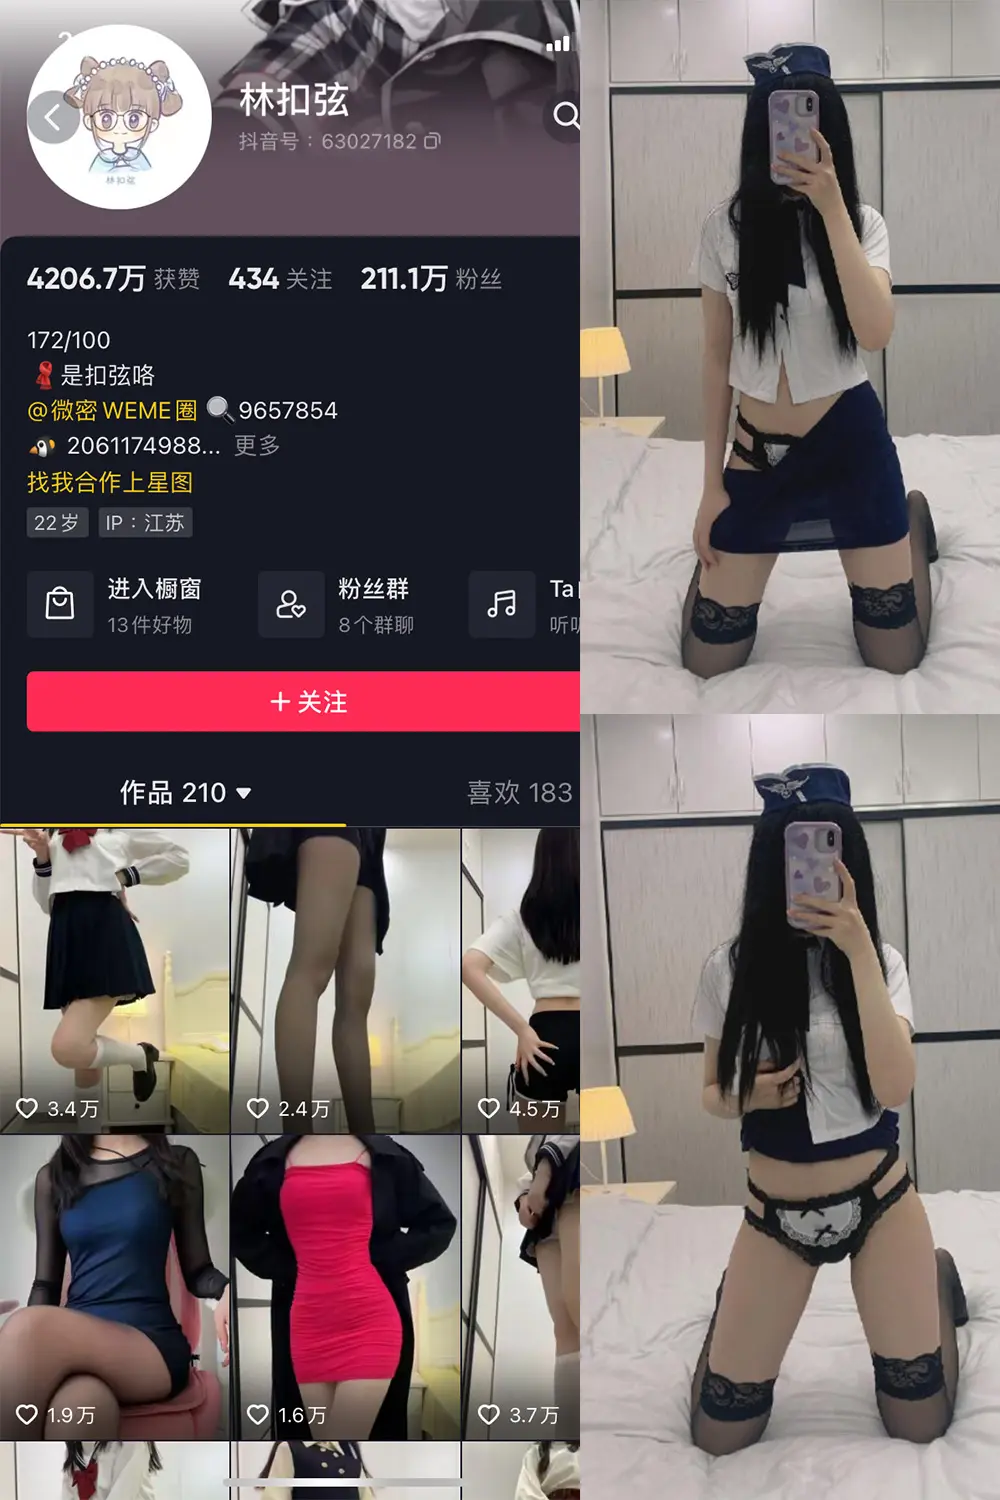 林扣弦
抖音号：63027182
林扣弦
4206.7万 获赞 434 关注 211.1万 粉丝
172/100
是扣弦咯
@微密WEME圈 9657854
2061174988... 更多
找我合作上星图
22岁 IP：江苏
进入橱窗
13件好物
粉丝群
8个群聊
Ta
听
+ 关注
作品 210
喜欢 183
3.4万
2.4万
4.5万
1.9万
1.6万
3.7万